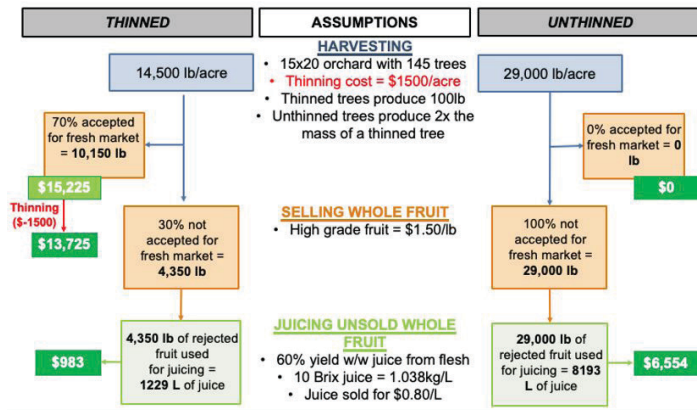 THINNED
ASSUMPTIONS
UNTHINNED
HARVESTING
• 15x20 orchard with 145 trees
• Thinning cost = $1500/acre
• Thinned trees produce 100lb
• Unthinned trees produce 2x the
mass of a thinned tree
14,500 lb/acre
29,000 lb/acre
70% accepted
for fresh market
= 10,150 lb
$15,225
Thinning
($-1500)
$13,725
0% accepted for
fresh market = 0
lb
$0
30% not
accepted for
fresh market =
4,350 lb
SELLING WHOLE FRUIT
• High grade fruit = $1.50/lb
100% not
accepted for
fresh market =
29,000 lb
JUICING UNSOLD WHOLE
FRUIT
• 60% yield w/w juice from flesh
• 10 Brix juice = 1.038kg/L
• Juice sold for $0.80/L
4,350 lb of rejected
fruit used
for juicing =
1229 L of juice
$983
29,000 lb of
rejected fruit used
for juicing = 8193
L of juice
$6,554